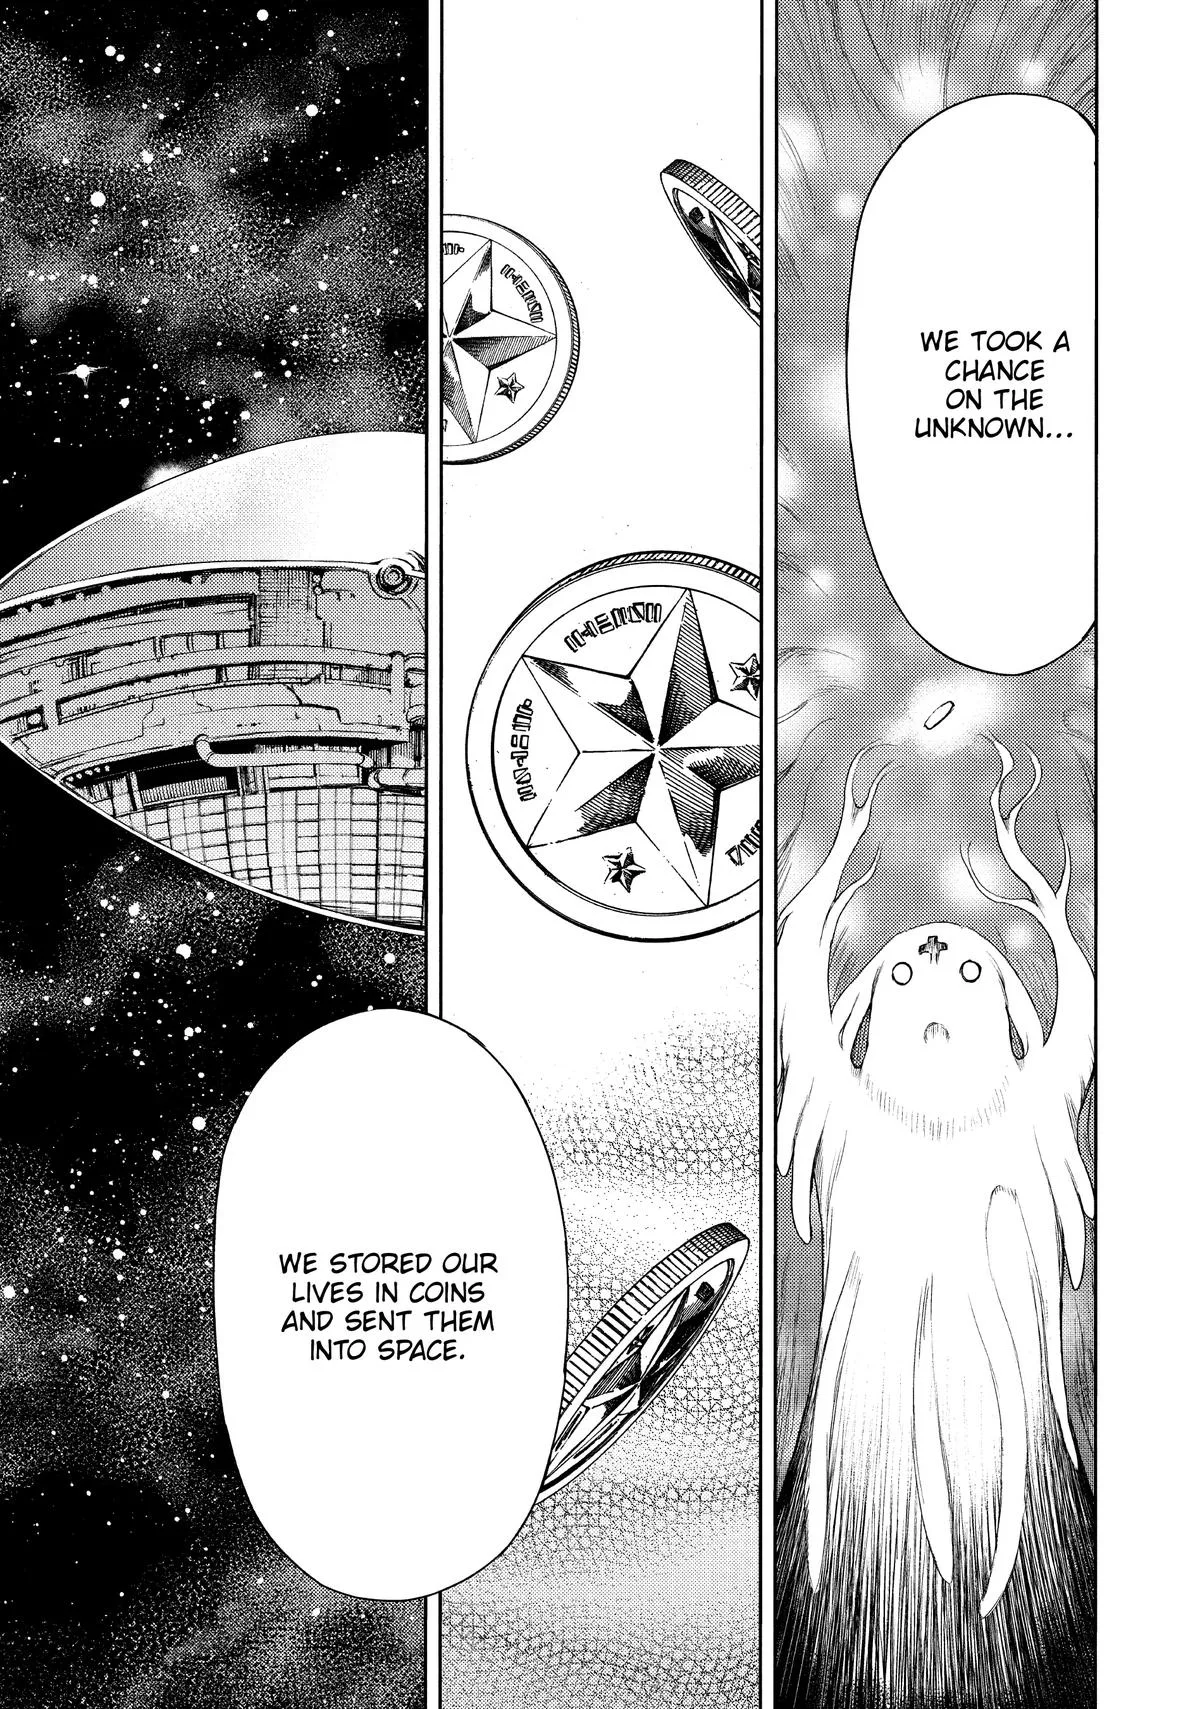 WE TOOK A
CHANCE
ON THE
UNKNOWN...
WE STORED OUR
LIVES IN COINS
AND SENT THEM
INTO SPACE.